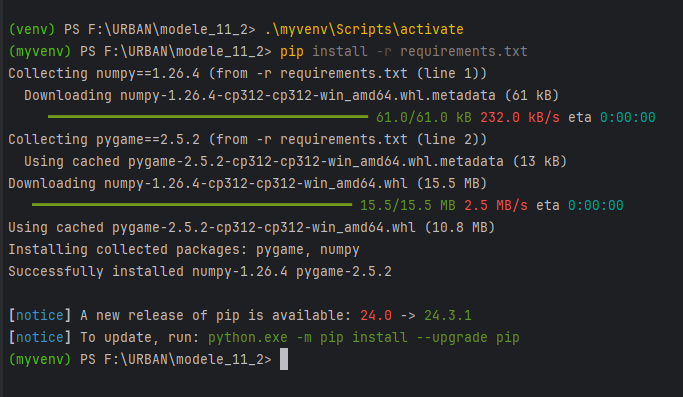 (venv) PS F:\URBAN\modele_11_2> .\myvenv\Scripts\activate
(myvenv) PS F:\URBAN\modele_11_2> pip install -r requirements.txt
Collecting numpy==1.26.4 (from -r requirements.txt (line 1))
Downloading numpy-1.26.4-cp312-cp312-win_amd64.whl.metadata (61 kB)
61.0/61.0 kB 232.0 kB/s eta 0:00:00
Collecting pygame==2.5.2 (from -r requirements.txt (line 2))
Using cached pygame-2.5.2-cp312-cp312-win_amd64.whl.metadata (13 kB)
Downloading numpy-1.26.4-cp312-cp312-win_amd64.whl (15.5 MB)
15.5/15.5 MB 2.5 MB/s eta 0:00:00
Using cached pygame-2.5.2-cp312-cp312-win_amd64.whl (10.8 MB)
Installing collected packages: pygame, numpy
Successfully installed numpy-1.26.4 pygame-2.5.2
[notice] A new release of pip is available: 24.0 -> 24.3.1
[notice] To update, run: python.exe -m pip install --upgrade pip
(myvenv) PS F:\URBAN\modele_11_2>